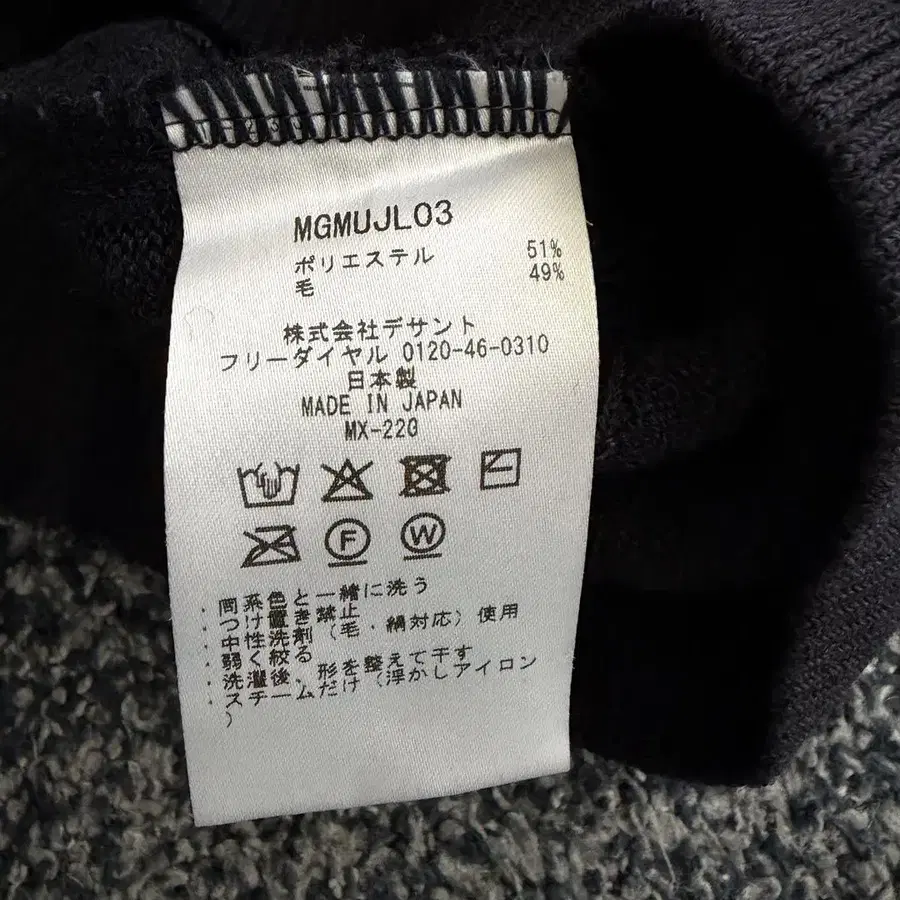 MGMUJL03
ポリエステル 51%
毛 49%
株式会社デサント
フリーダイヤル 0120-46-0310
日本製
MADE IN JAPAN
MX-22G
F W
・同系色と一緒に洗う
・つけ置き禁止
・中性洗剤(毛・絹対応)使用
・弱く絞る
・洗濯後、形を整えて干す
・スチームだけ(浮かしアイロン
)